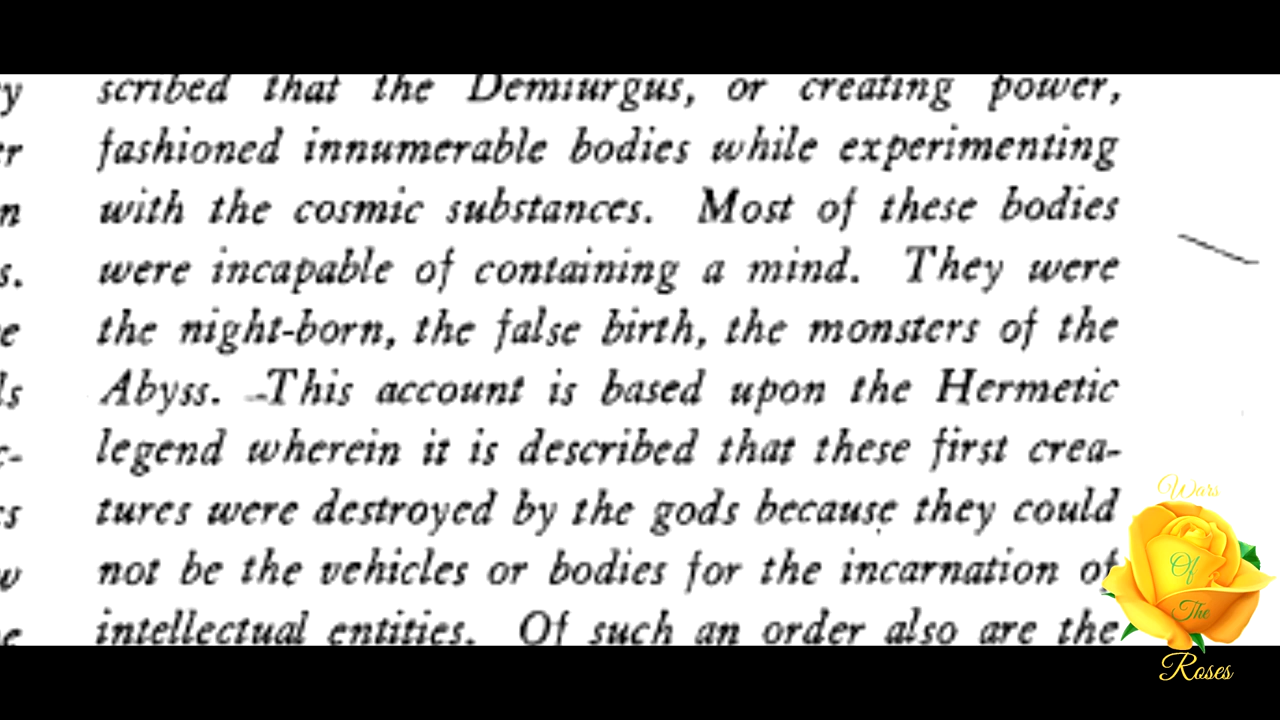 scribed that the Demiurgus, or creating power,
fashioned innumerable bodies while experimenting
with the cosmic substances. Most of these bodies
were incapable of containing a mind. They were
the night-born, the false birth, the monsters of the
Abyss. -This account is based upon the Hermetic
legend wherein it is described that these first crea-
tures were destroyed by the gods because they could
not be the vehicles or bodies for the incarnation of
intellectual entities. Of such an order also are the
Wars
Of
The
Roses